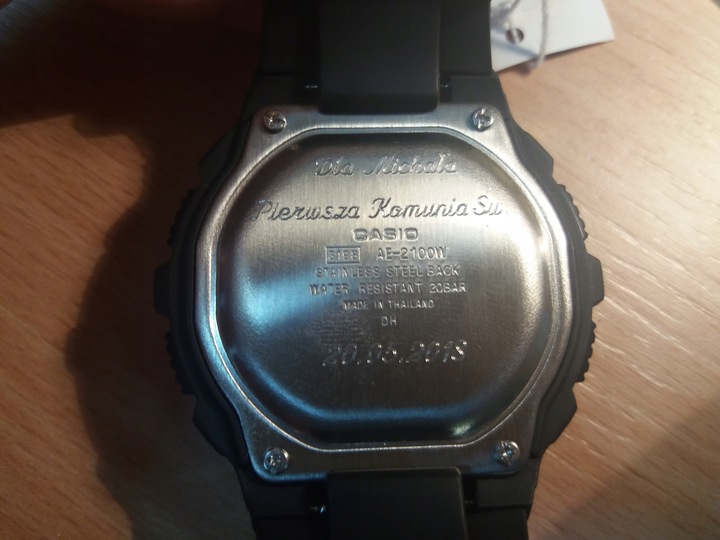 Dla Michała
Pierwsza Komunia Św
CASIO
3198 AE-2100W
STAINLESS STEEL BACK
WATER RESISTANT 20BAR
MADE IN THAILAND
DH
20.05.2018